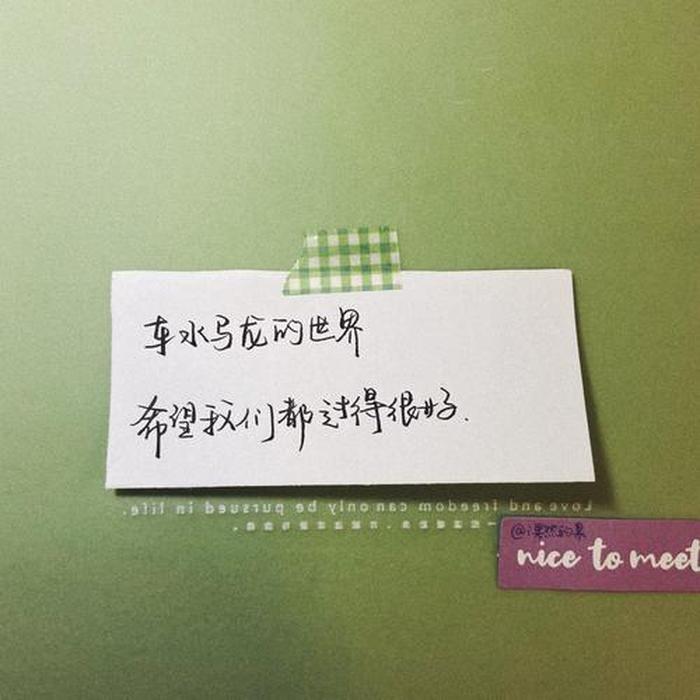 车水马龙的世界
希望我们都过得很好.
Love and freedom can only be pursued in life.
nice to meet